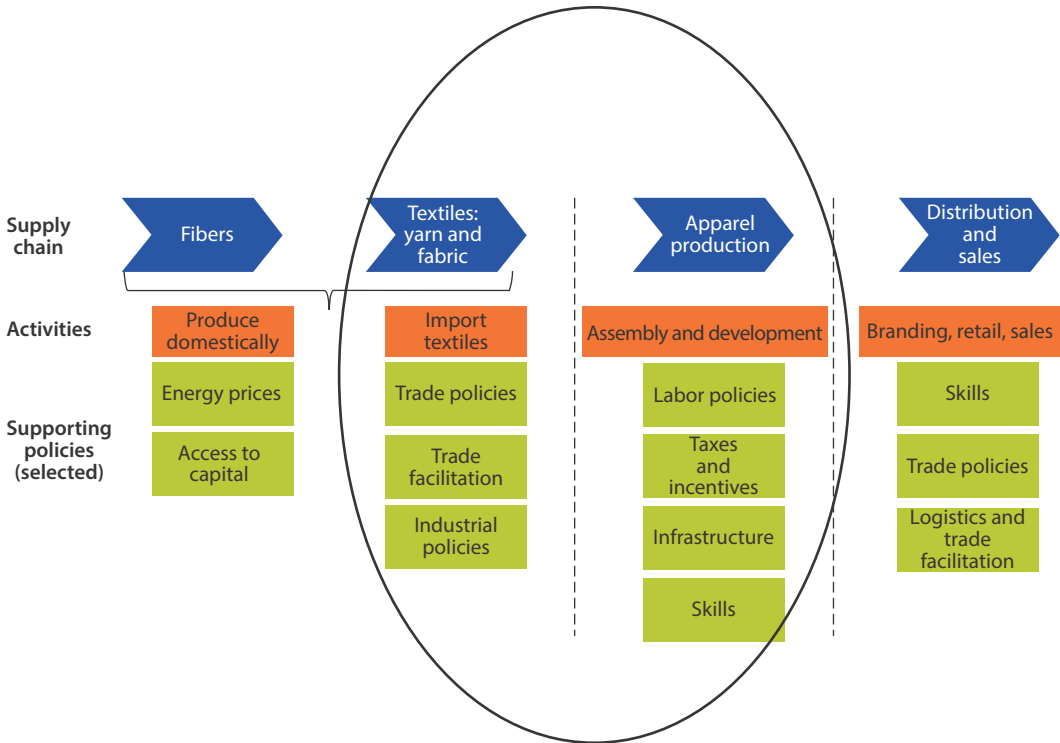 Supply
chain
Fibers
Textiles:
yarn and
fabric
Apparel
production
Distribution
and
sales
Activities
Produce
domestically
Import
textiles
Assembly and development
Branding, retail, sales
Supporting
policies
(selected)
Energy prices
Access to
capital
Trade policies
Trade
facilitation
Industrial
policies
Labor policies
Taxes
and
incentives
Infrastructure
Skills
Skills
Trade policies
Logistics and
trade
facilitation